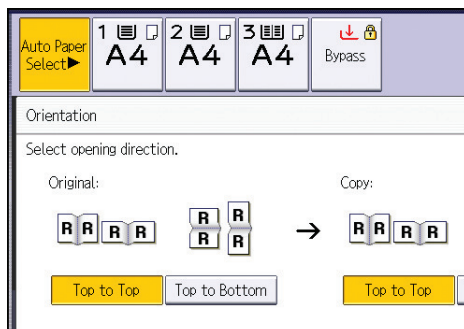 Auto Paper
Select▶
1
A4
2
A4
3
A4
Bypass
Orientation
Select opening direction.
Original:
Copy:
R R R R
R R
R R
→
R R R R
Top to Top
Top to Bottom
Top to Top